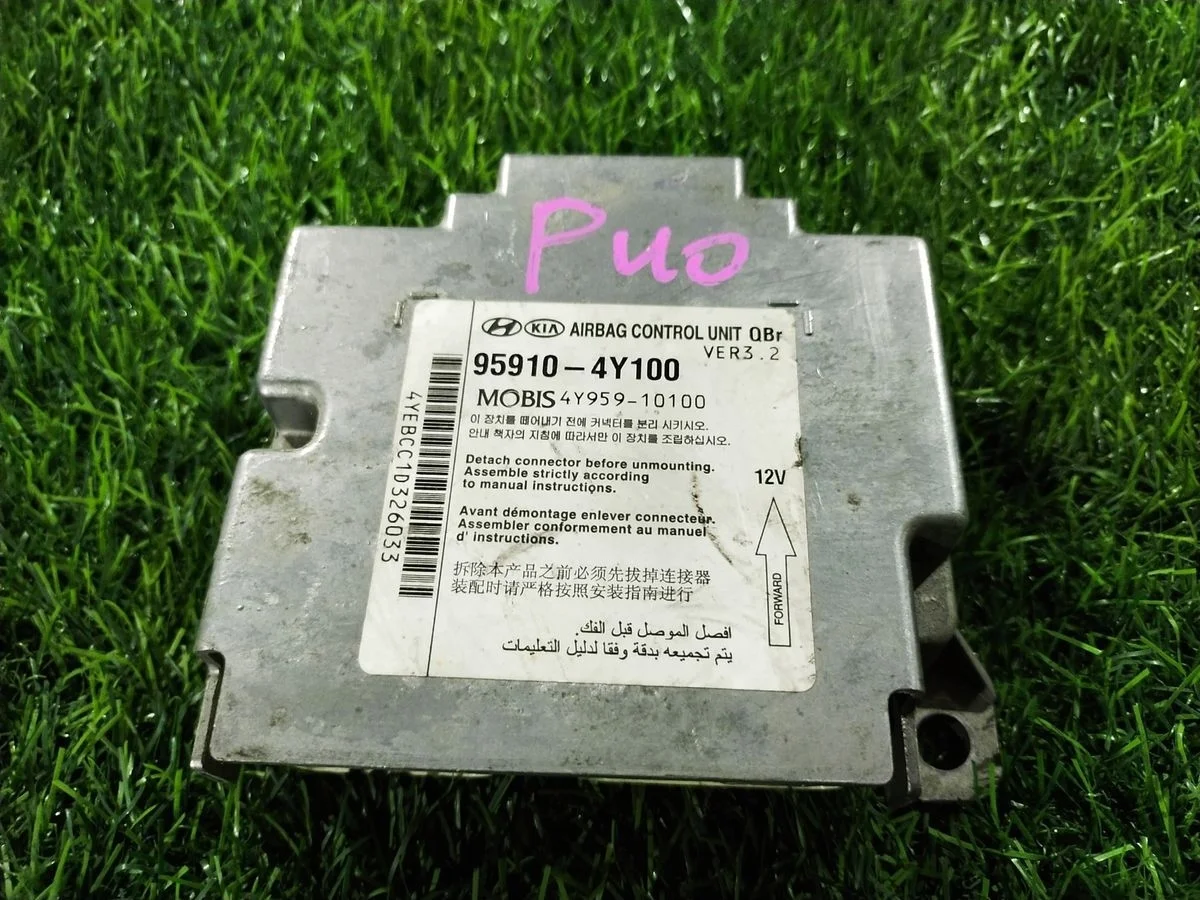 Рио
KIA AIRBAG CONTROL UNIT QBr
VER3.2
95910-4Y100
MOBIS 4Y959-10100
이 장치를 떼어내기 전에 커넥터를 분리 시키시오.
안내 책자의 지침에 따라서만 이 장치를 조립하십시오.
Detach connector before unmounting.
Assemble strictly according
to manual instructions.
12V
Avant démontage enlever connecteur.
Assembler conformement au manuel
d' instructions.
FORWARD
拆除本产品之前必须先拔掉连接器
装配时请严格按照安装指南进行
افصل الموصل قبل الفك.
يتم تجميعه بدقة وفقا لدليل التعليمات
4YEBCC1D326033